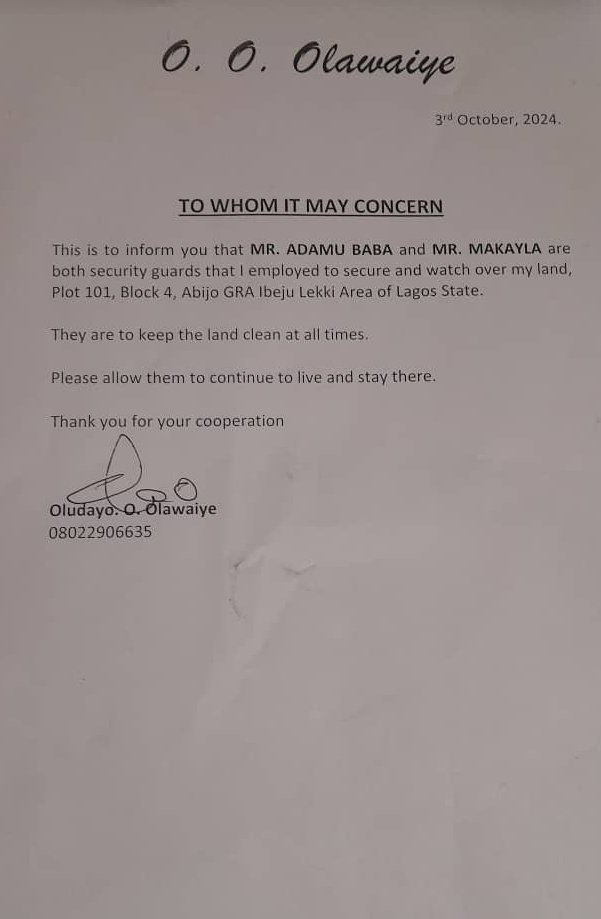 O. O. Olawaiye
3rd October, 2024.
TO WHOM IT MAY CONCERN
This is to inform you that MR. ADAMU BABA and MR. MAKAYLA are
both security guards that I employed to secure and watch over my land,
Plot 101, Block 4, Abijo GRA Ibeju Lekki Area of Lagos State.
They are to keep the land clean at all times.
Please allow them to continue to live and stay there.
Thank you for your cooperation
Oludayo. O. Olawaiye
08022906635